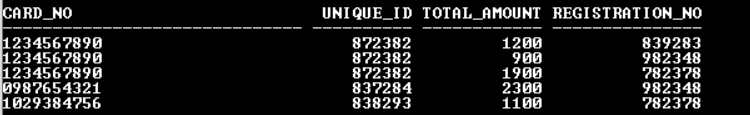 CARD_NO UNIQUE_ID TOTAL_AMOUNT REGISTRATION_NO
------------------------------ ---------- ------------ ---------------
1234567890 872382 1200 839283
1234567890 872382 900 982348
1234567890 872382 1900 782378
0987654321 837284 2300 982348
1029384756 838293 1100 782378